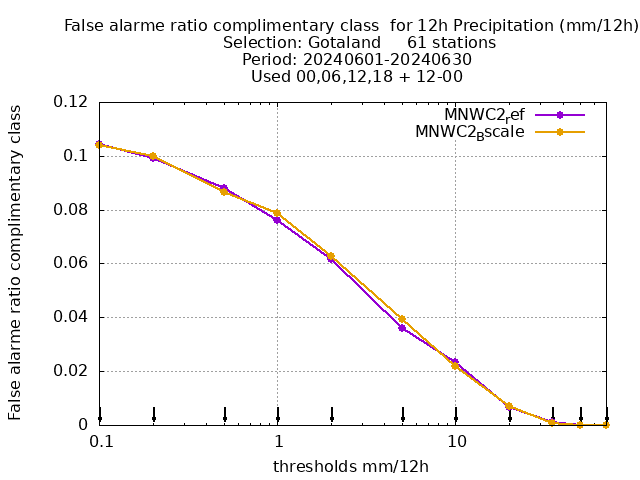 False alarme ratio complimentary class  for 12h Precipitation (mm/12h)
Selection: Gotaland     61 stations
Period: 20240601-20240630
Used 00,06,12,18 + 12-00
False alarme ratio complimentary class
0.12
0.1
0.08
0.06
0.04
0.02
0
MNWC2ref
MNWC2Bscale
0.1 1 10
thresholds mm/12h